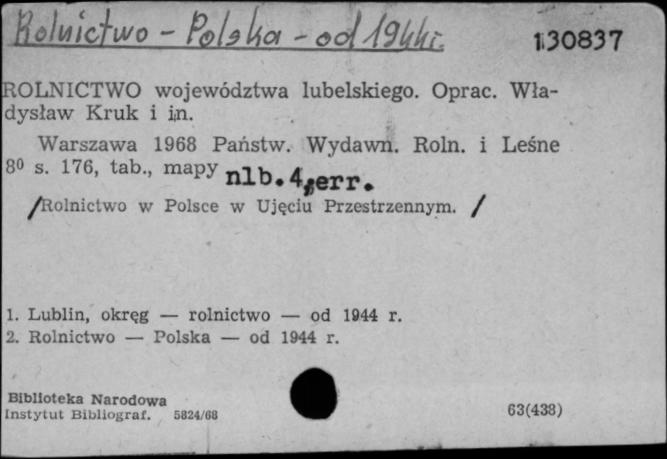 Rolnictwo - Polska - od 1944r.
130837
ROLNICTWO województwa lubelskiego. Oprac. Wła-
dysław Kruk i in.
Warszawa 1968 Państw. Wydawn. Roln. i Leśne
8⁰ s. 176, tab., mapy nlb. 4, err.
/Rolnictwo w Polsce w Ujęciu Przestrzennym. /
1. Lublin, okręg — rolnictwo — od 1944 r.
2. Rolnictwo — Polska — od 1944 r.
Biblioteka Narodowa
Instytut Bibliograf. 5824/68
63(438)